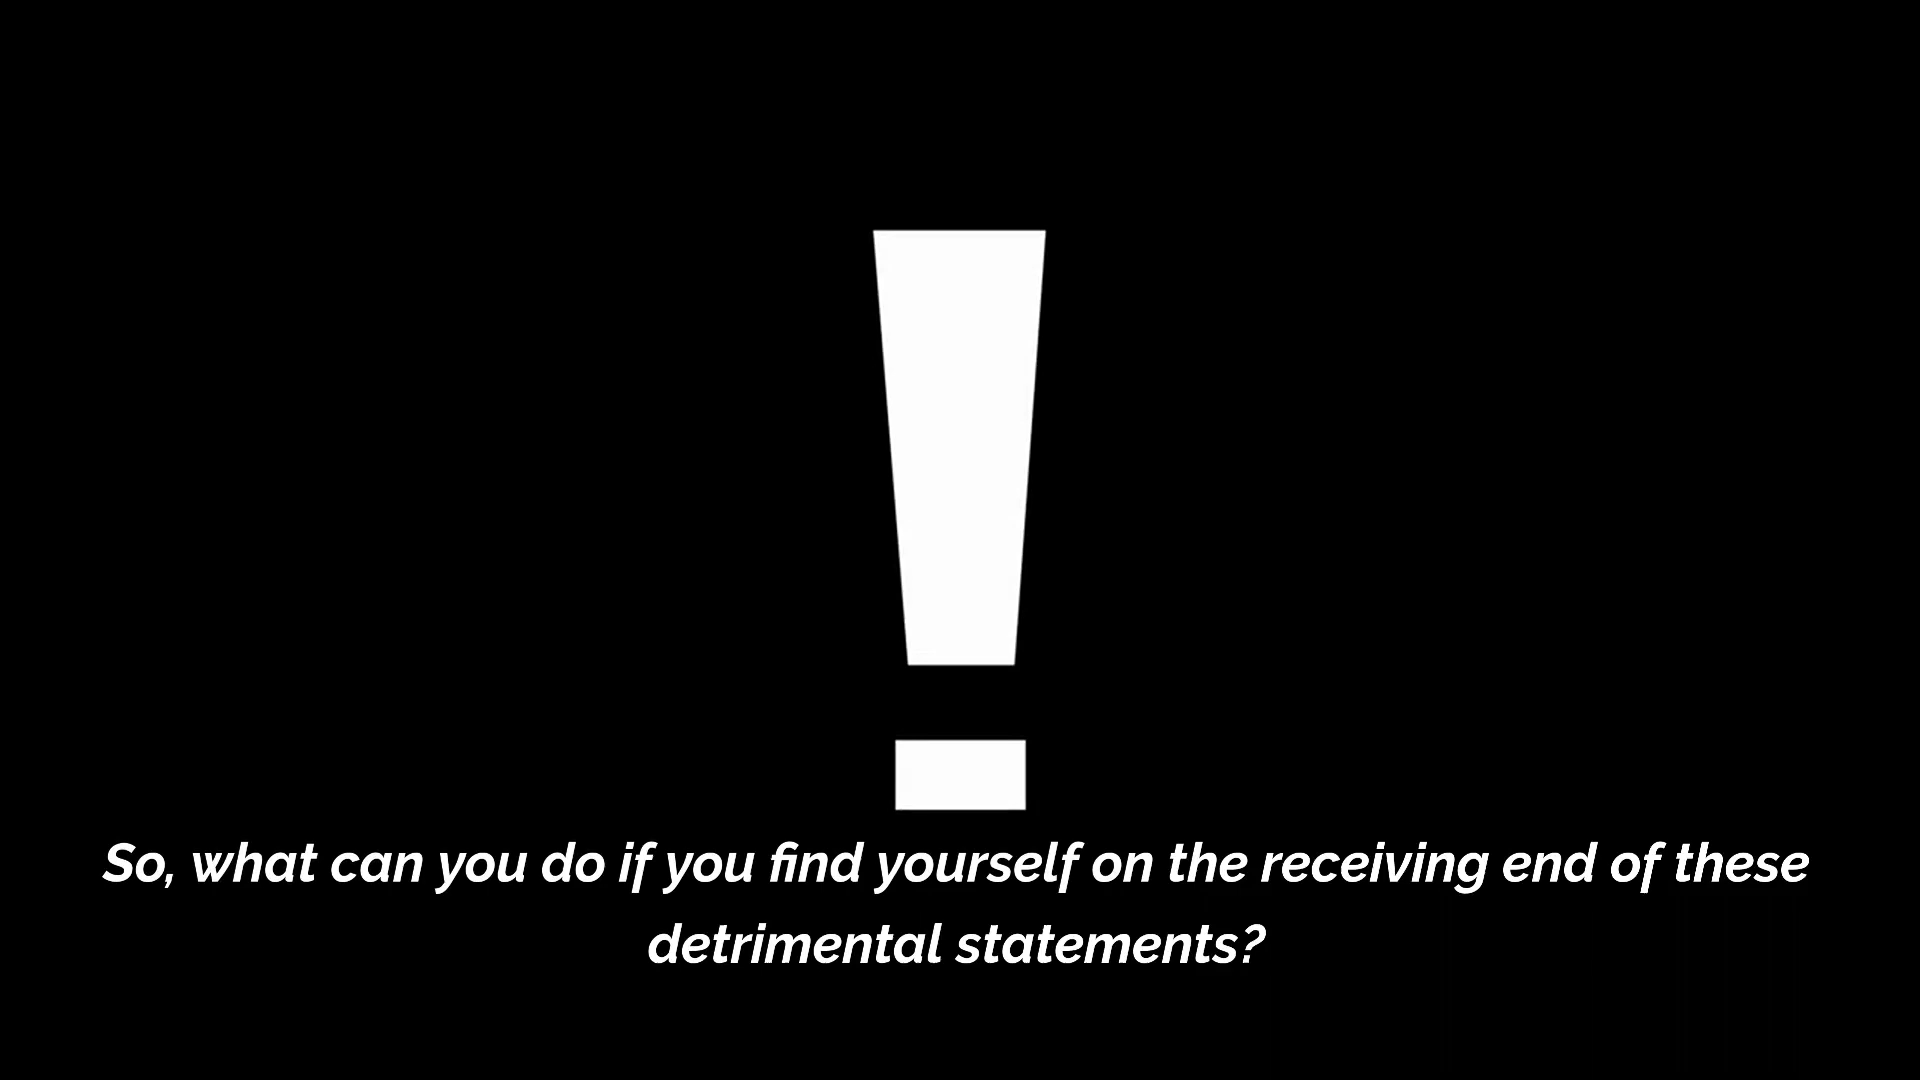 !
So, what can you do if you find yourself on the receiving end of these
detrimental statements?